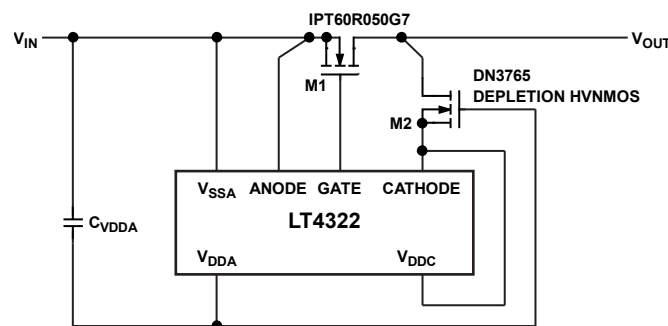 IPT60R050G7
VIN
VOUT
M1
DN3765
DEPLETION HVNMOS
M2
VSSA ANODE GATE CATHODE
LT4322
CVDDA
VDDA VDDC